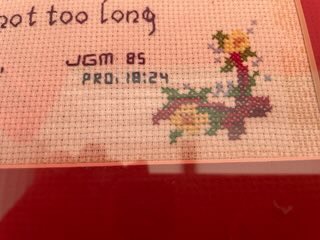 not too long
,
JGM 85
PRO: 18:24